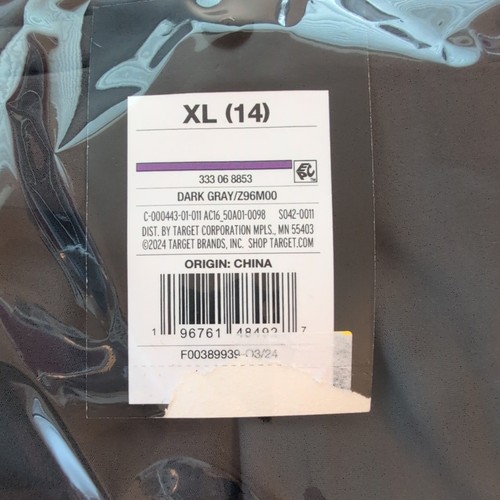 XL (14)
333 06 8853
DARK GRAY/Z96M00
C-000443-01-011 AC16_50A01-0098 S042-0011
DIST. BY TARGET CORPORATION MPLS., MN 55403
©2024 TARGET BRANDS, INC. SHOP TARGET.COM
ORIGIN: CHINA
1 96761 48492 7
F00389939 03/24